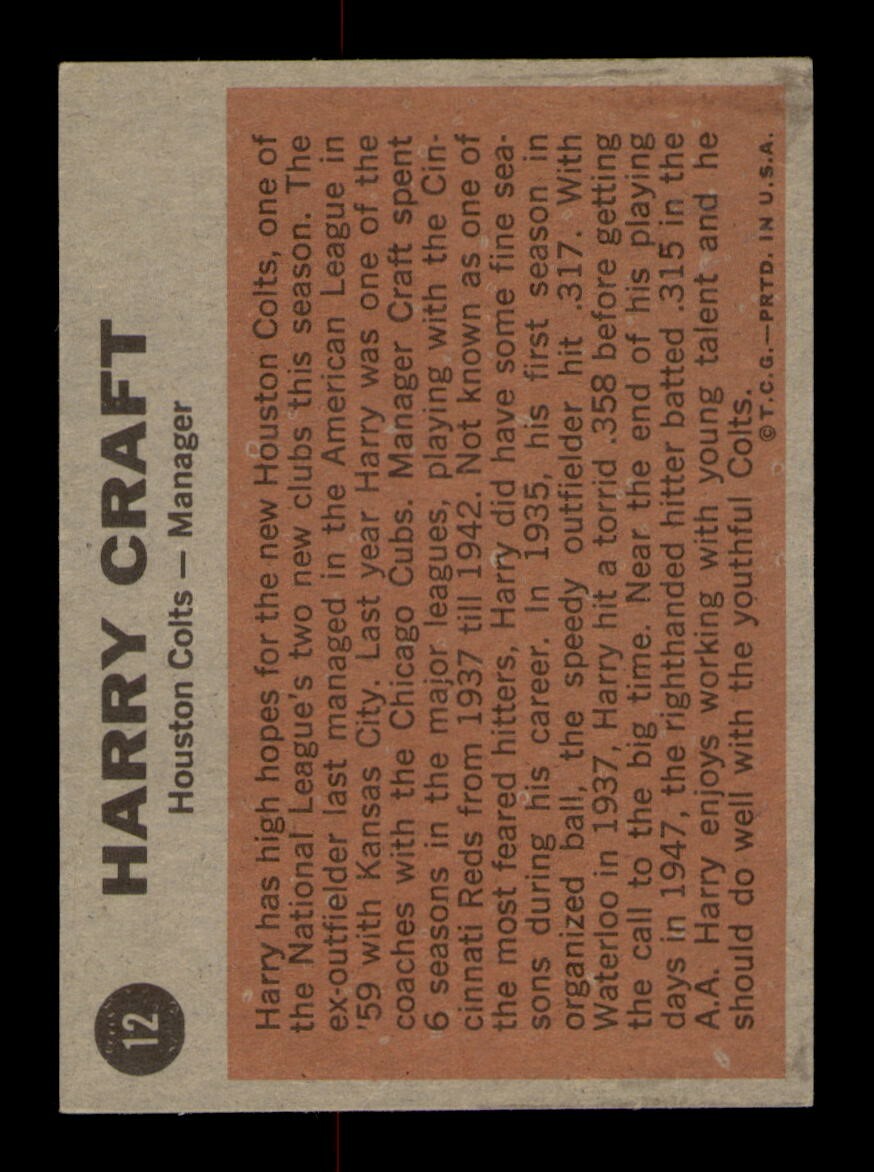 12
HARRY CRAFT
Houston Colts — Manager
Harry has high hopes for the new Houston Colts, one of
the National League's two new clubs this season. The
ex-outfielder last managed in the American League in
'59 with Kansas City. Last year Harry was one of the
coaches with the Chicago Cubs. Manager Craft spent
6 seasons in the major leagues, playing with the Cin-
cinnati Reds from 1937 till 1942. Not known as one of
the most feared hitters, Harry did have some fine sea-
sons during his career. In 1935, his first season in
organized ball, the speedy outfielder hit .317. With
Waterloo in 1937, Harry hit a torrid .358 before getting
the call to the big time. Near the end of his playing
days in 1947, the righthanded hitter batted .315 in the
A.A. Harry enjoys working with young talent and he
should do well with the youthful Colts.
©T.C.G.—PRTD. IN U.S.A.